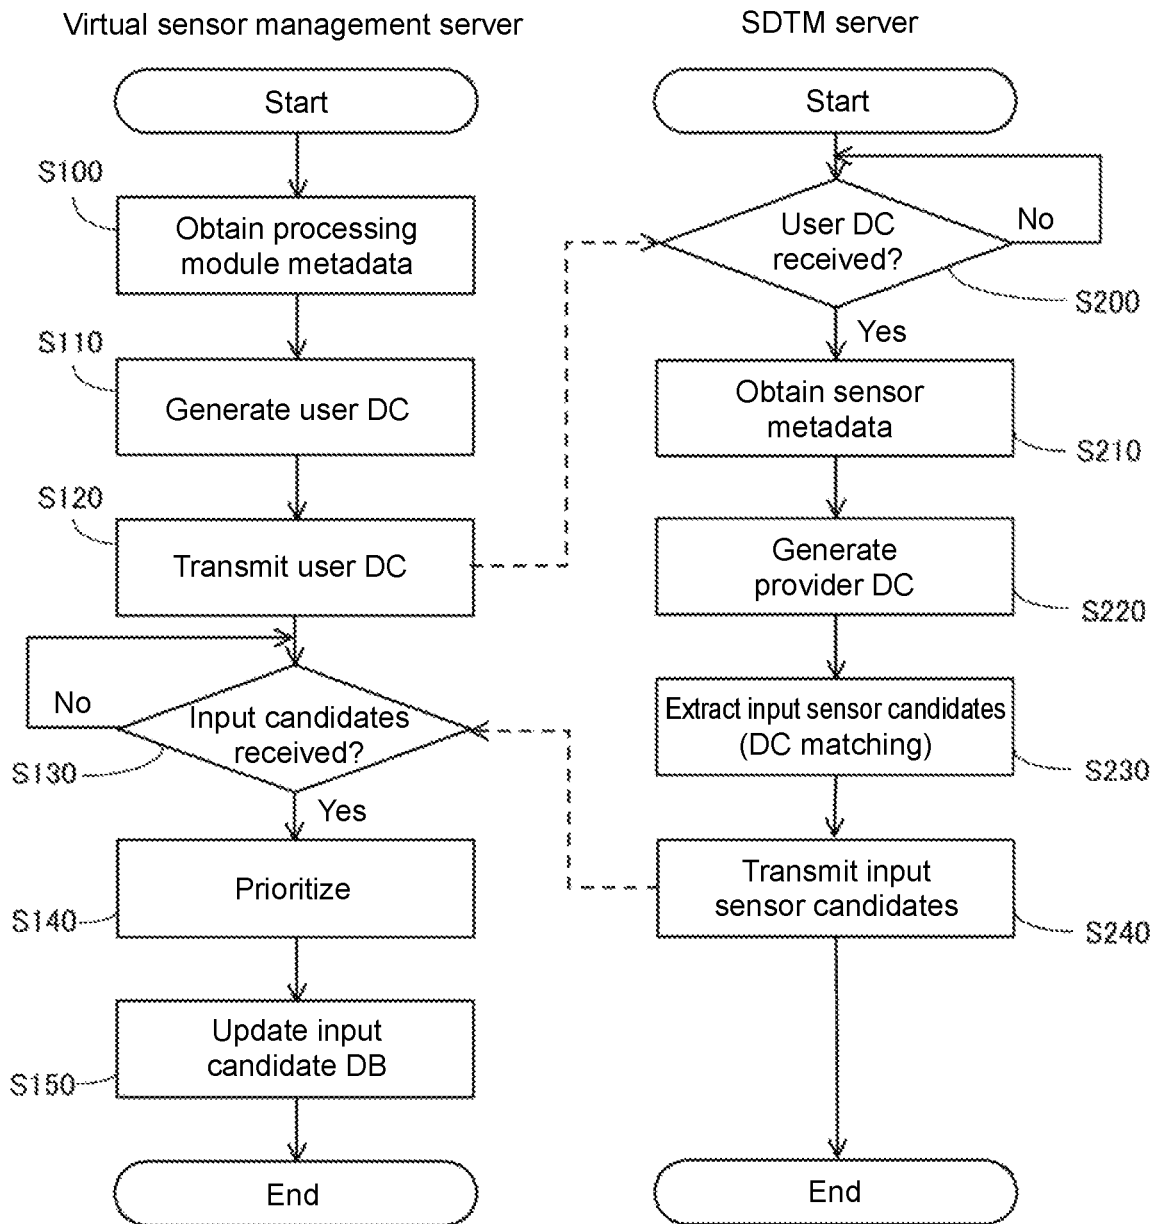 Virtual sensor management server
Start
S100
Obtain processing
module metadata
S110
Generate user DC
S120
Transmit user DC
No
Input candidates
received?
S130
Yes
Prioritize
S140
Update input
candidate DB
S150
End
SDTM server
Start
User DC
received?
No
S200
Yes
Obtain sensor
metadata
S210
Generate
provider DC
S220
Extract input sensor candidates
(DC matching)
S230
Transmit input
sensor candidates
S240
End